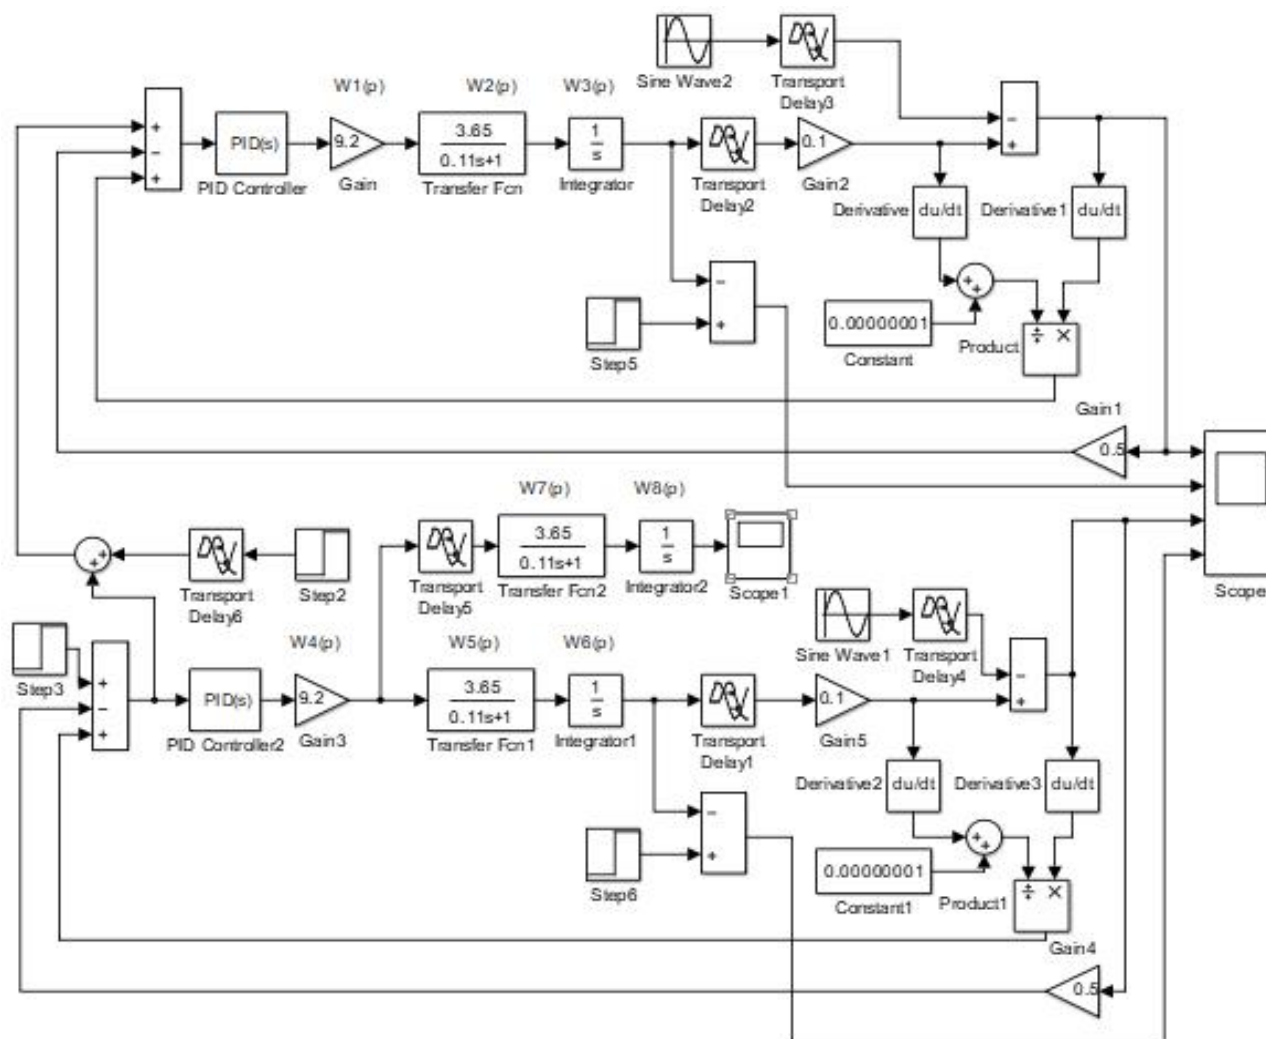 Sine Wave2
Transport
Delay3
W1(p)
W2(p)
W3(p)
+
−
+
PID(s)
PID Controller
9.2
Gain
3.65
0.11s+1
Transfer Fcn
1
s
Integrator
Transport
Delay2
0.1
Gain2
−
+
Derivative
du/dt
Derivative1
du/dt
−
+
Step5
+
+
0.00000001
Constant
Product
÷ ×
Gain1
0.5
Scope
W7(p)
W8(p)
+
+
Transport
Delay6
Step2
Transport
Delay5
3.65
0.11s+1
Transfer Fcn2
1
s
Integrator2
Scope1
Sine Wave1
Transport
Delay4
Step3
W4(p)
W5(p)
W6(p)
+
−
+
PID(s)
PID Controller2
9.2
Gain3
3.65
0.11s+1
Transfer Fcn1
1
s
Integrator1
Transport
Delay1
0.1
Gain5
−
+
Derivative2
du/dt
Derivative3
du/dt
−
+
Step6
+
+
0.00000001
Constant1
Product1
÷ ×
Gain4
0.5